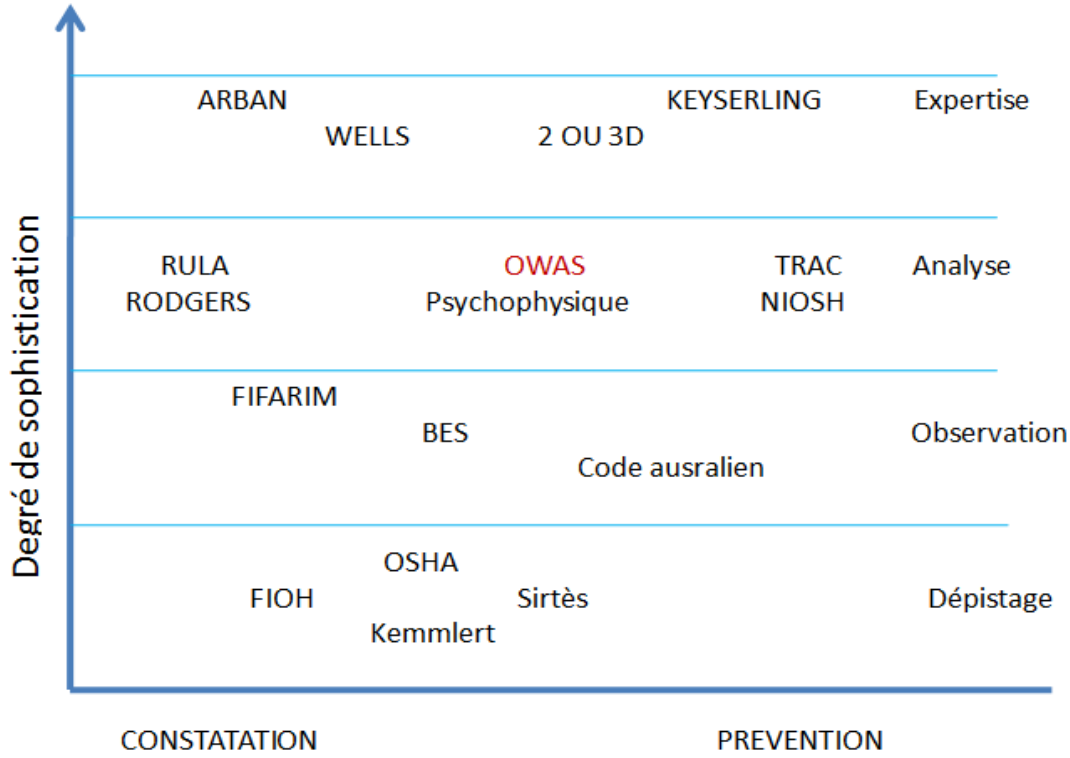 ARBAN KEYSERLING Expertise
WELLS 2 OU 3D
RULA OWAS TRAC Analyse
RODGERS Psychophysique NIOSH
FIFARIM
BES Observation
Code ausralien
OSHA
FIOH Sirtès Dépistage
Kemmlert
CONSTATATION PREVENTION
Degré de sophistication